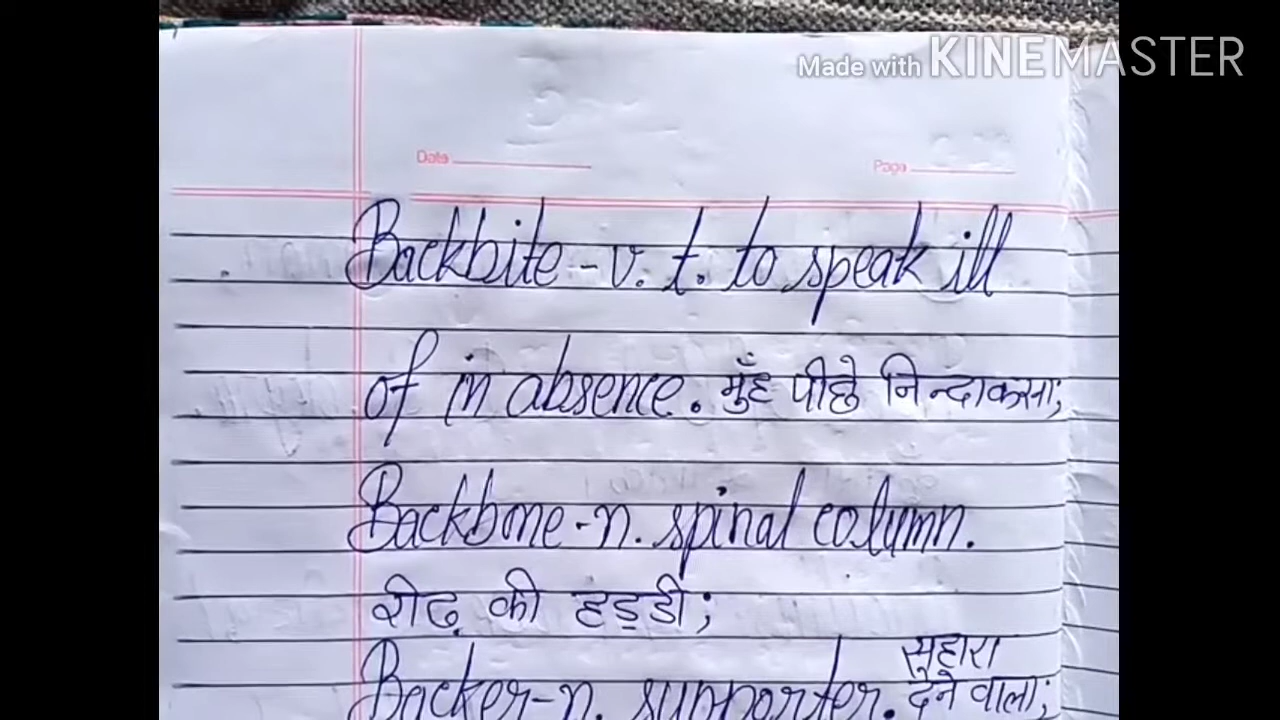 Made with KINEMASTER
Date
Page
Backbite - v. t. to speak ill
of in absence. मुँह पीछे निन्दा करना;
Backbone - n. spinal column.
रीढ़ की हड्डी;
Backer - n. supporter. सहारा
देने वाला;